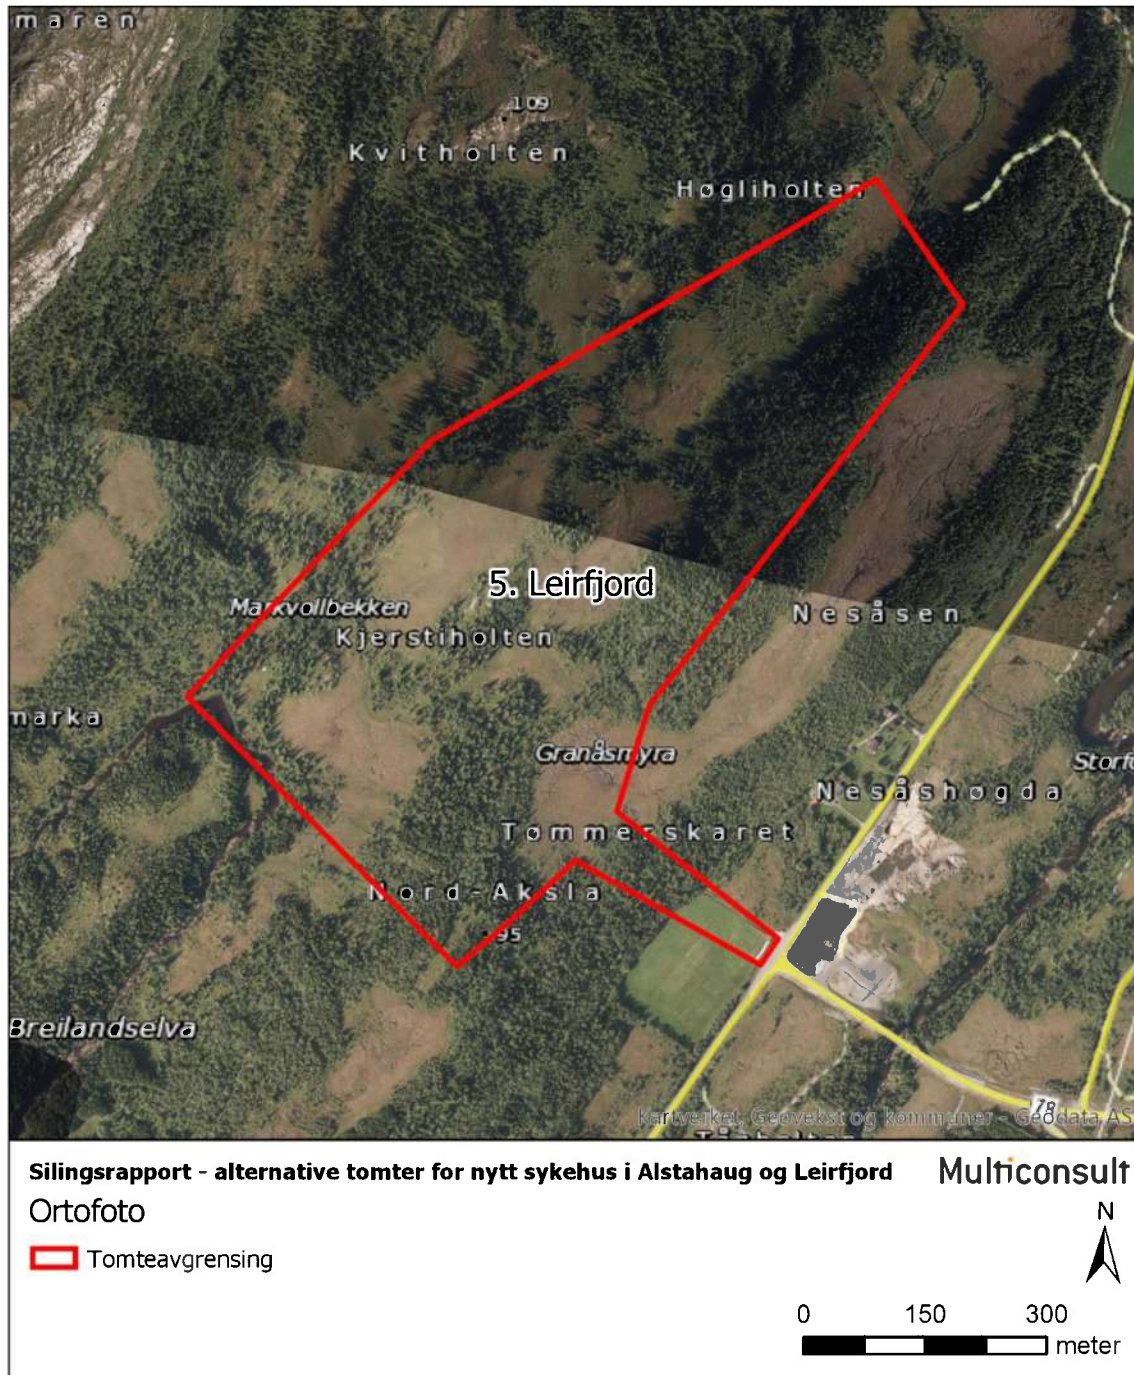 maren
109
Kvitholten
Høgliholten
5. Leirfjord
Markvollbekken
Kjerstiholten
Nesåsen
marka
Granåsmyra
Storfo
Nesåshøgda
Tømmerskaret
Nord-Aksla
95
Breilandselva
78
Kartverket, Geovekst og kommuner - Geodata AS
Silingsrapport - alternative tomter for nytt sykehus i Alstahaug og Leirfjord
Multiconsult
Ortofoto
N
Tomteavgrensing
0 150 300
meter